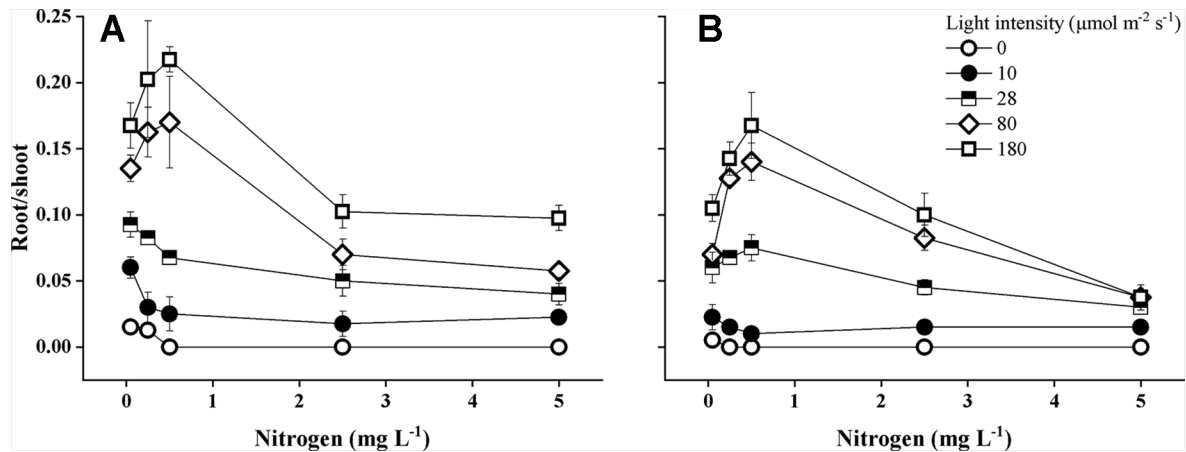 A
B
Light intensity (μmol m-2 s-1)
0
10
28
80
180
Root/shoot
0.25
0.20
0.15
0.10
0.05
0.00
0 1 2 3 4 5
0 1 2 3 4 5
Nitrogen (mg L-1)
Nitrogen (mg L-1)